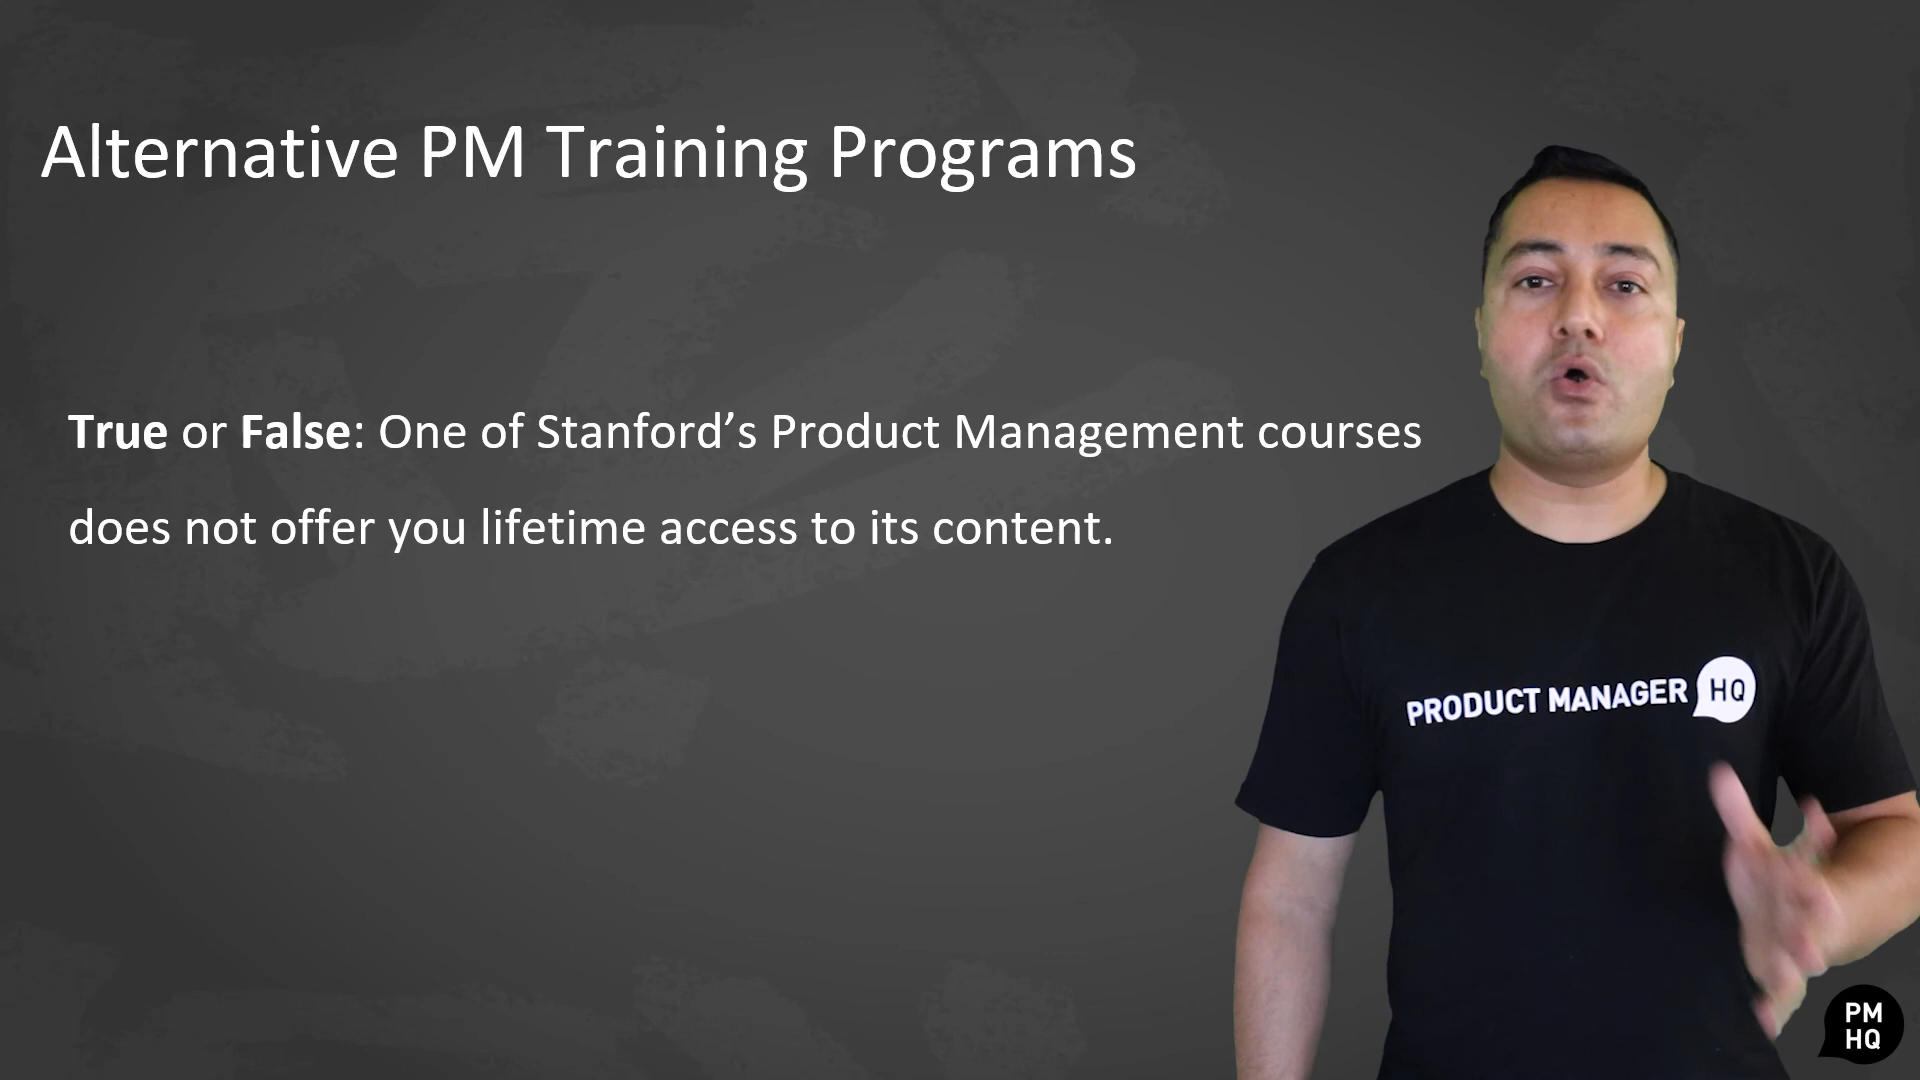 Alternative PM Training Programs
True or False: One of Stanford’s Product Management courses
does not offer you lifetime access to its content.
PRODUCT MANAGER HQ
PM
HQ